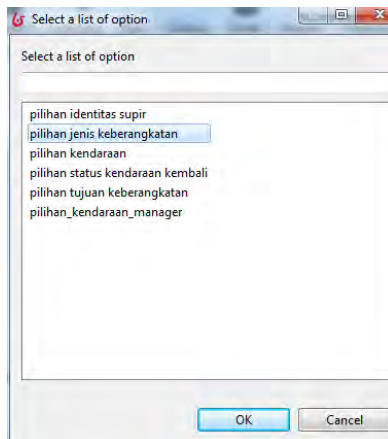 Select a list of option
Select a list of option
pilihan identitas supir
pilihan jenis keberangkatan
pilihan kendaraan
pilihan status kendaraan kembali
pilihan tujuan keberangkatan
pilihan_kendaraan_manager
OK
Cancel